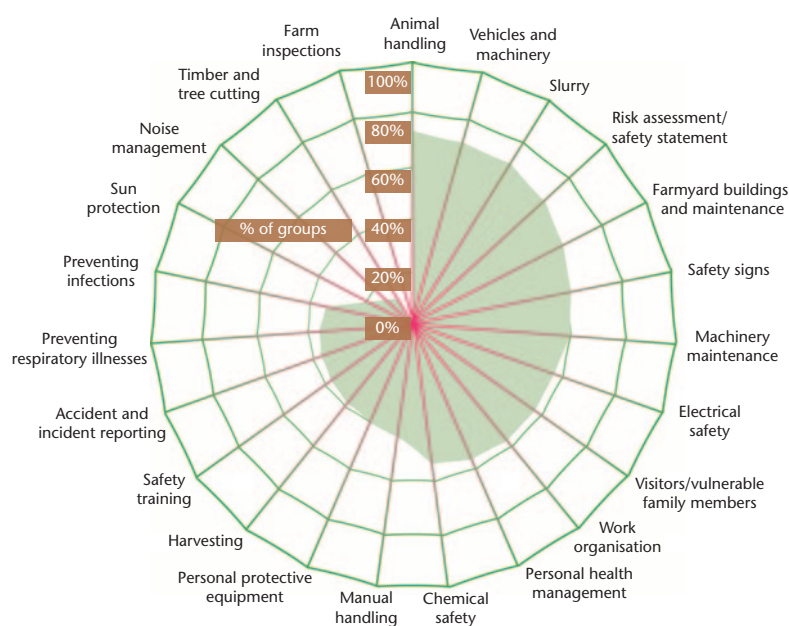 Animal
handling
Vehicles and
machinery
Slurry
Risk assessment/
safety statement
Farmyard buildings
and maintenance
Safety signs
Machinery
maintenance
Electrical
safety
Visitors/vulnerable
family members
Work
organisation
Personal health
management
Chemical
safety
Manual
handling
Personal protective
equipment
Harvesting
Safety
training
Accident and
incident reporting
Preventing
respiratory illnesses
Preventing
infections
Sun
protection
Noise
management
Timber and
tree cutting
Farm
inspections
100%
80%
60%
% of groups
40%
20%
0%